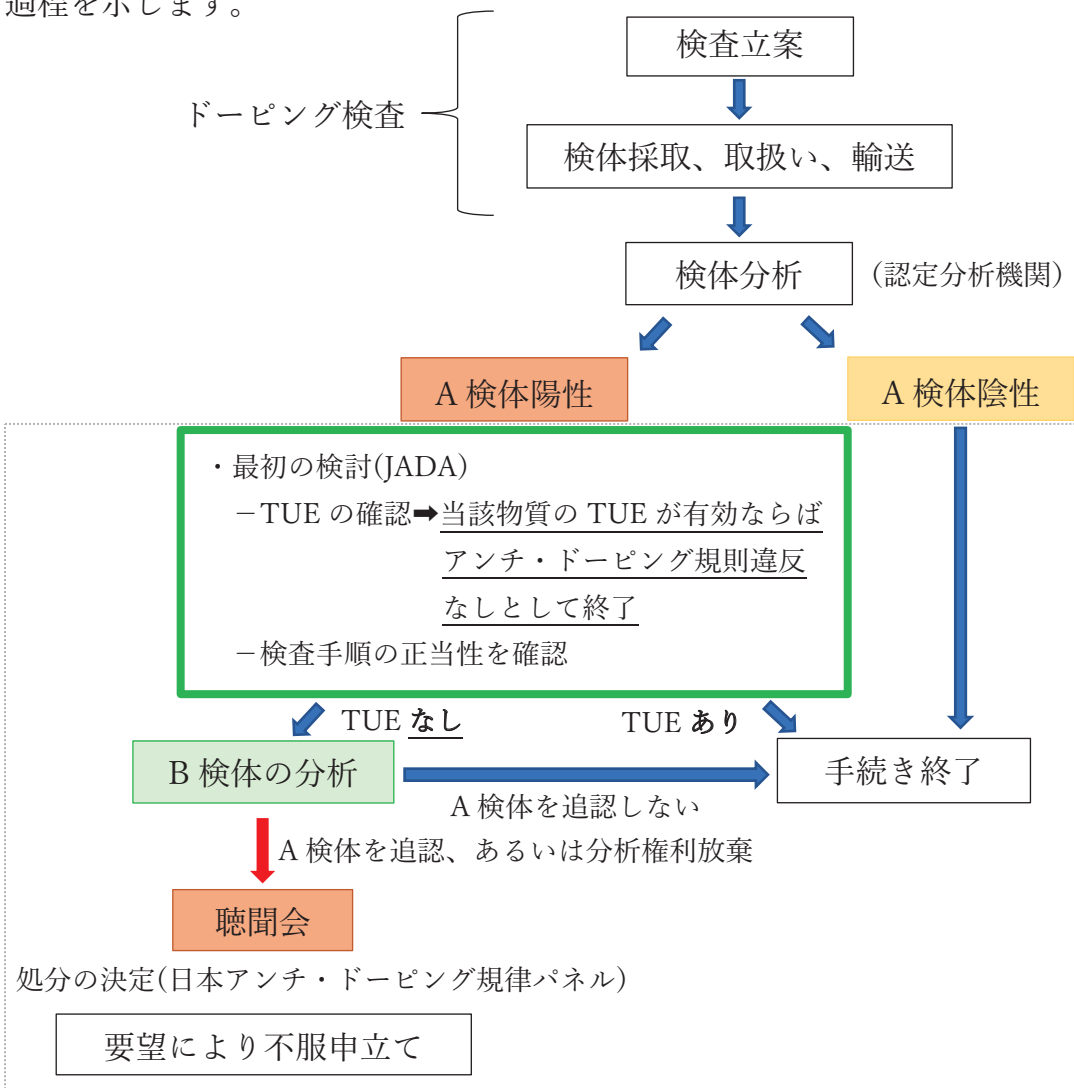 過程を示します。
検査立案
ドーピング検査
検体採取、取扱い、輸送
検体分析 (認定分析機関)
A 検体陽性
A 検体陰性
・最初の検討(JADA)
－TUE の確認➡当該物質の TUE が有効ならば
アンチ・ドーピング規則違反
なしとして終了
－検査手順の正当性を確認
TUE なし
TUE あり
B 検体の分析
手続き終了
A 検体を追認しない
A 検体を追認、あるいは分析権利放棄
聴聞会
処分の決定(日本アンチ・ドーピング規律パネル)
要望により不服申立て